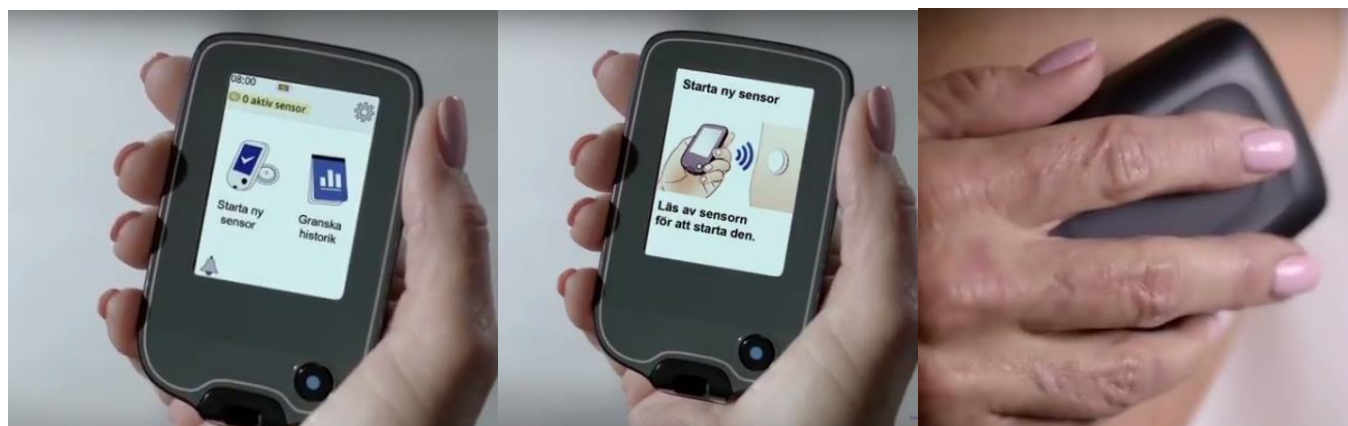 08:00
0 aktiv sensor
Starta ny
sensor
Granska
historik
Starta ny sensor
Läs av sensorn
för att starta den.